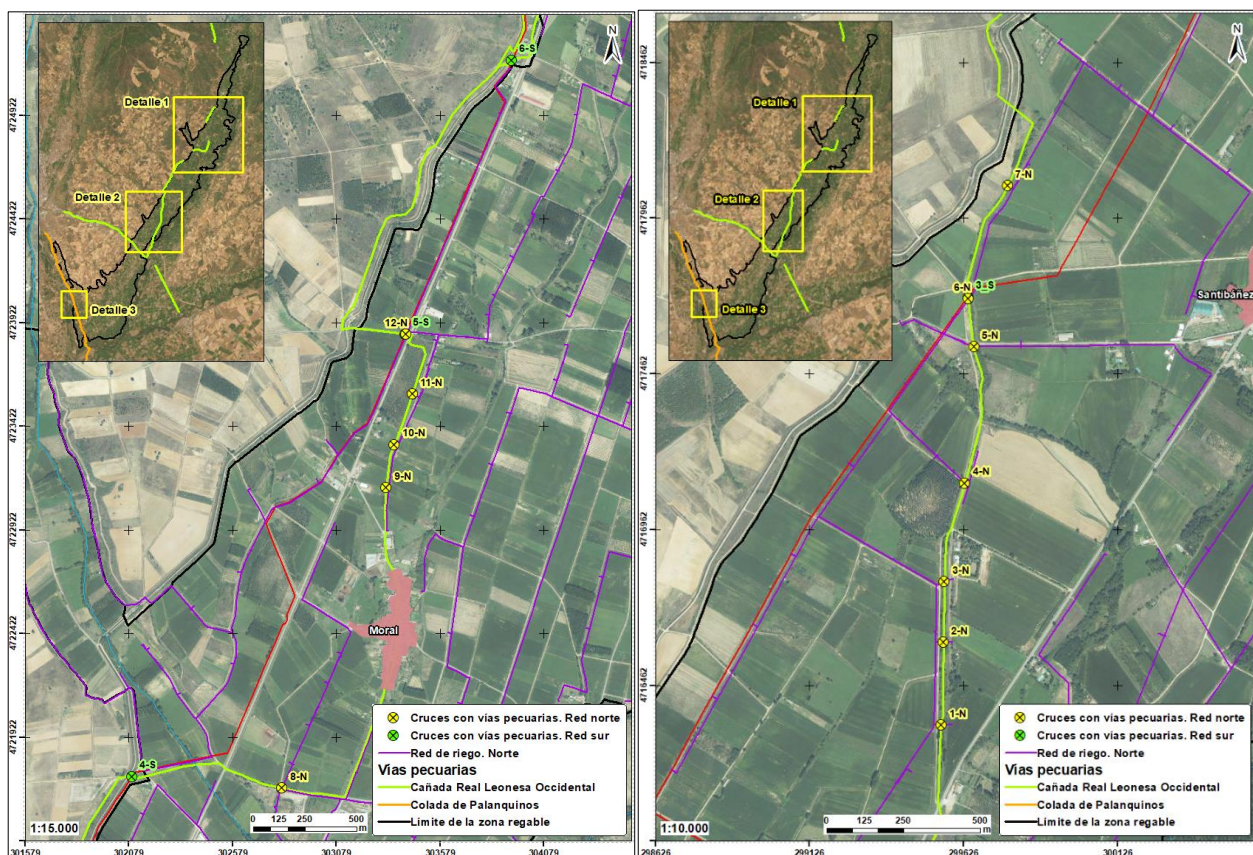 N
6-S
Detalle 1
Detalle 2
Detalle 3
12-N
5-S
11-N
10-N
9-N
Moral
4-S
8-N
4724922
4724422
4723922
4723422
4722922
4722422
4721922
Cruces con vías pecuarias. Red norte
Cruces con vías pecuarias. Red sur
Red de riego. Norte
Vías pecuarias
Cañada Real Leonesa Occidental
Colada de Palanquinos
Límite de la zona regable
1:15.000
0 125 250 500
m
301579 302079 302579 303079 303579 304079
N
Detalle 1
Detalle 2
Detalle 3
7-N
6-N
3-S
Santibáñez
5-N
4-N
3-N
2-N
1-N
4718462
4717962
4717462
4716962
4716462
Cruces con vías pecuarias. Red norte
Cruces con vías pecuarias. Red sur
Red de riego. Norte
Vías pecuarias
Cañada Real Leonesa Occidental
Colada de Palanquinos
Límite de la zona regable
1:10.000
0 125 250 500
m
298626 299126 299626 300126